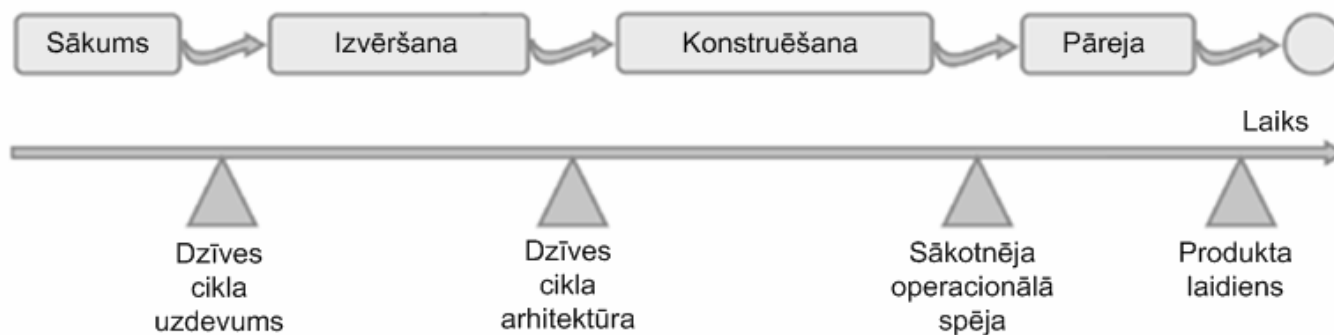 Sākums
Izvēršana
Konstruēšana
Pāreja
Laiks
Dzīves
cikla
uzdevums
Dzīves
cikla
arhitektūra
Sākotnēja
operacionālā
spēja
Produkta
laidiens